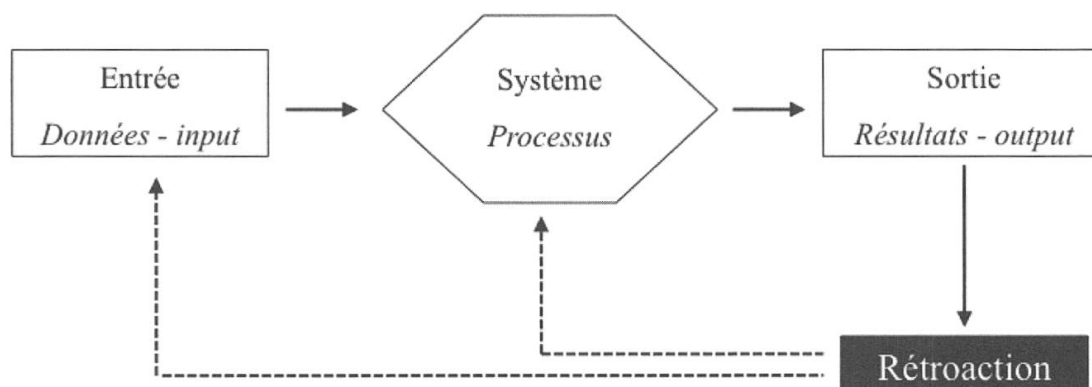 Entrée
Données - input
Système
Processus
Sortie
Résultats - output
Rétroaction